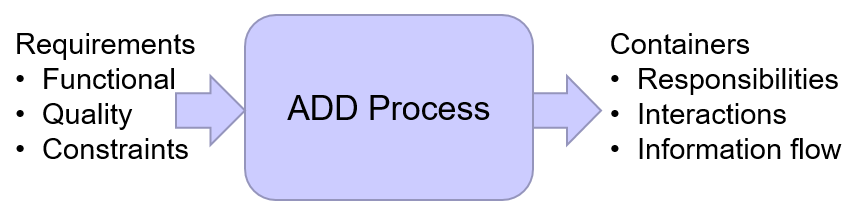 Requirements
• Functional
• Quality
• Constraints
ADD Process
Containers
• Responsibilities
• Interactions
• Information flow